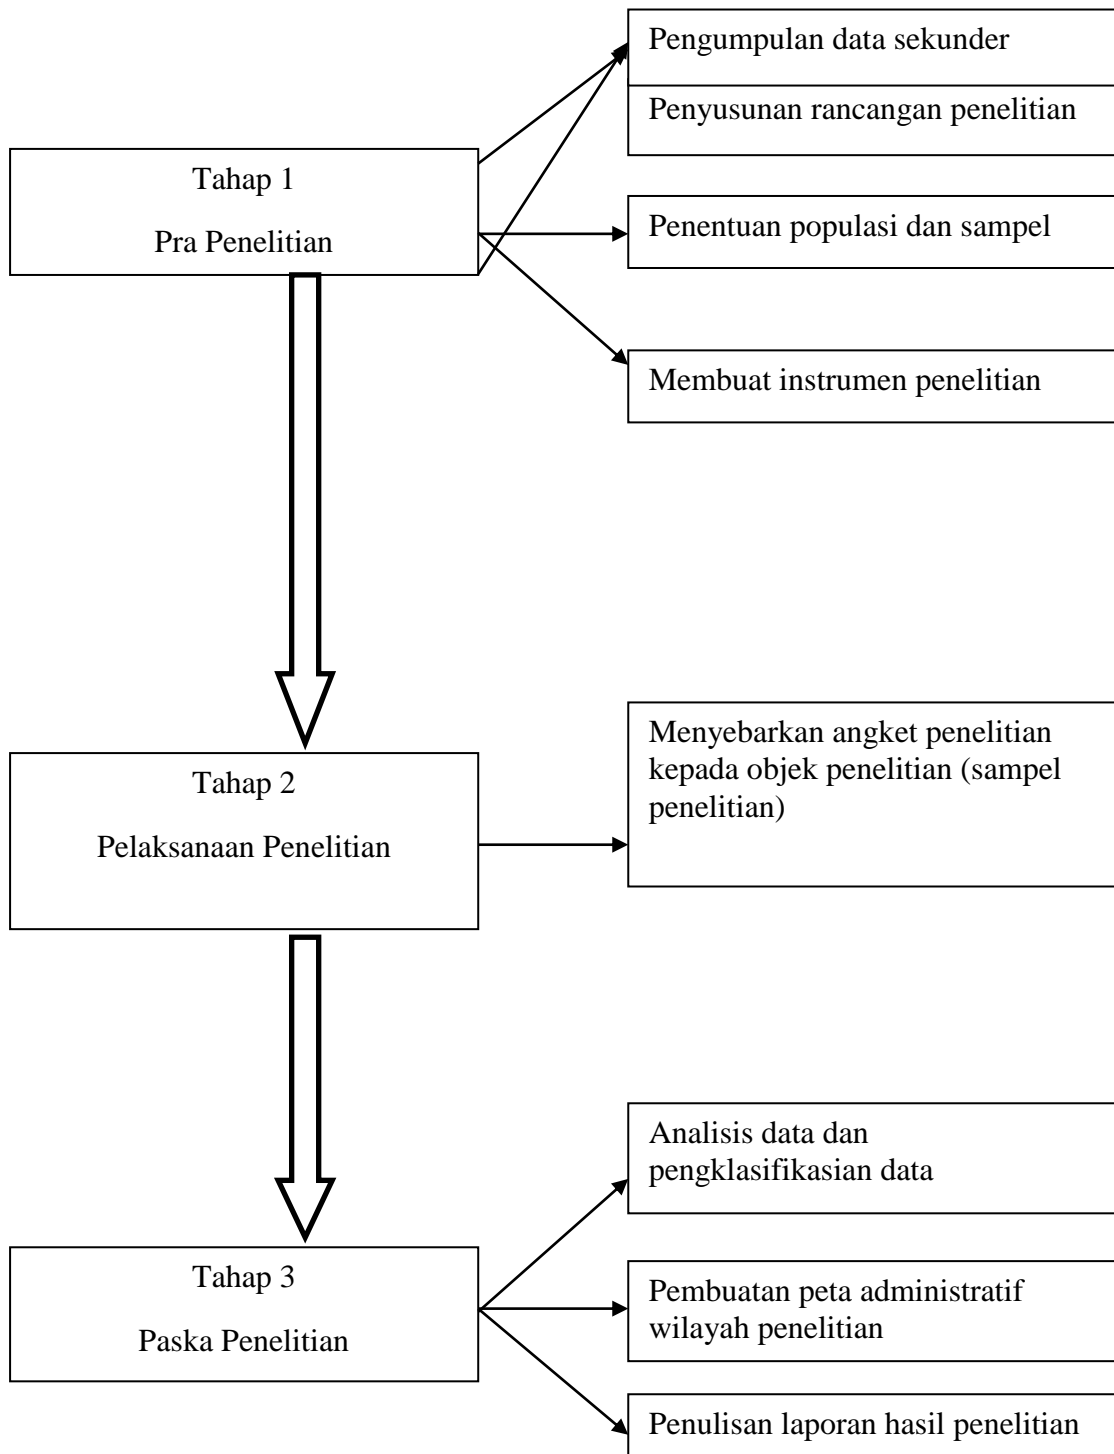 Pengumpulan data sekunder
Penyusunan rancangan penelitian
Tahap 1
Pra Penelitian
Penentuan populasi dan sampel
Membuat instrumen penelitian
Tahap 2
Pelaksanaan Penelitian
Menyebarkan angket penelitian
kepada objek penelitian (sampel
penelitian)
Tahap 3
Paska Penelitian
Analisis data dan
pengklasifikasian data
Pembuatan peta administratif
wilayah penelitian
Penulisan laporan hasil penelitian